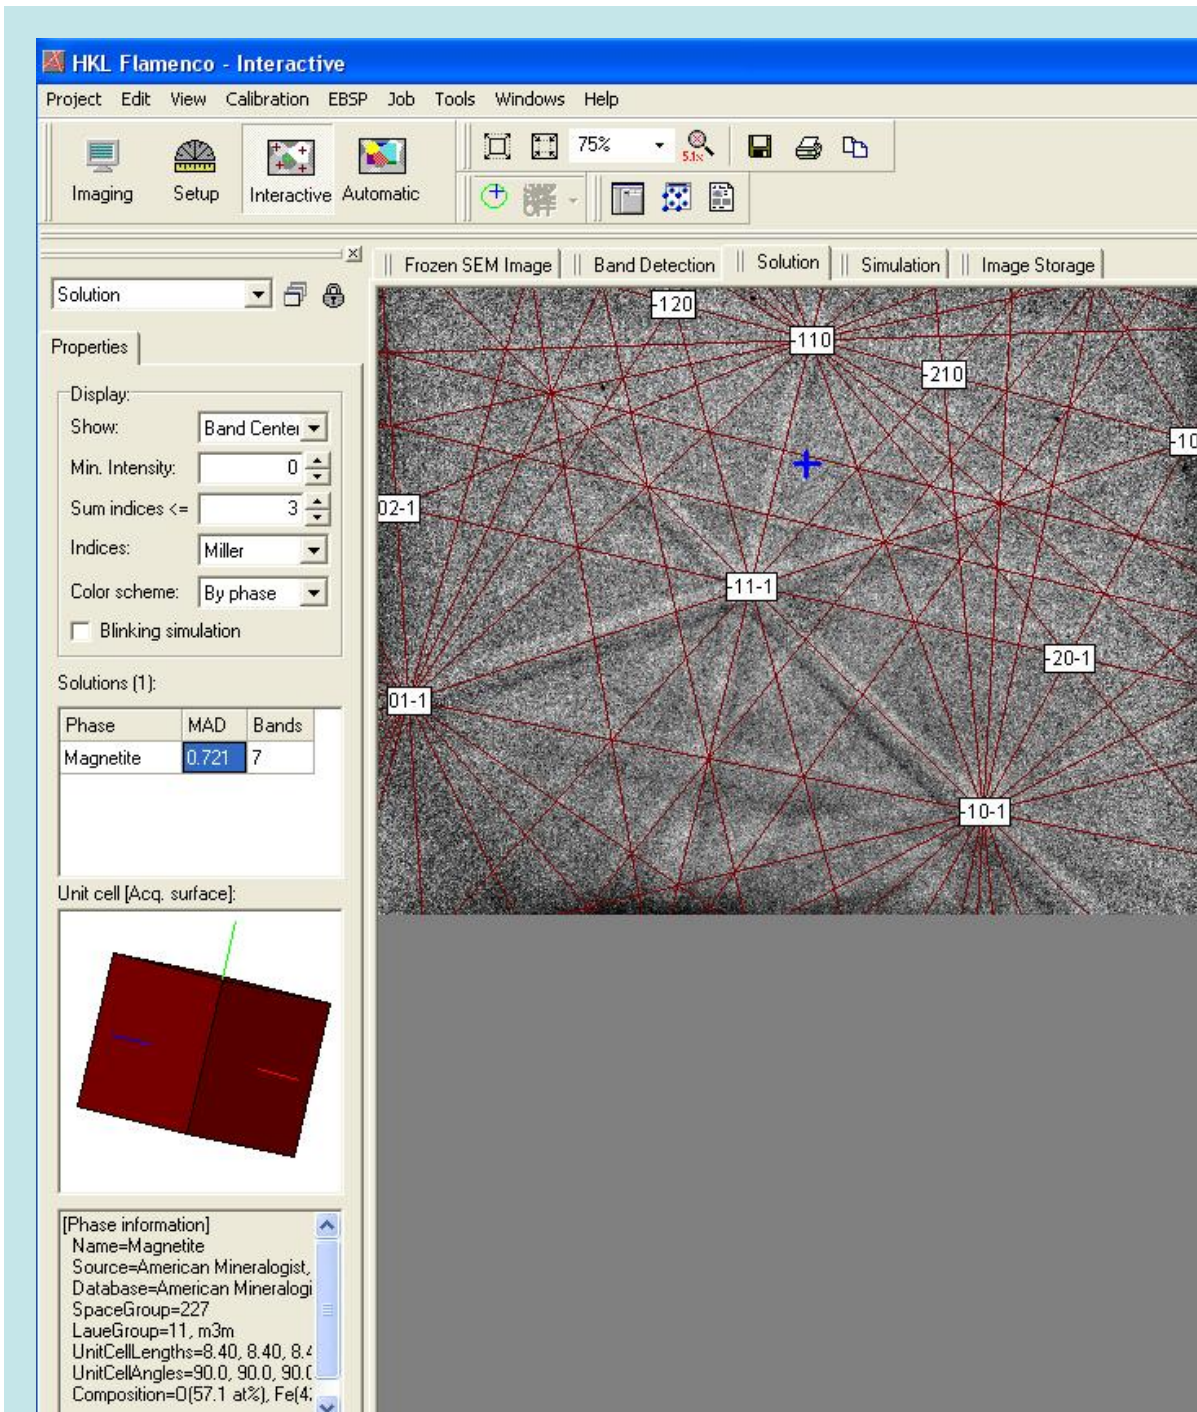 HKL Flamenco - Interactive
Project Edit View Calibration EBSP Job Tools Windows Help
75%
5.1x
Imaging Setup Interactive Automatic
Frozen SEM Image Band Detection Solution Simulation Image Storage
Solution
Properties
Display:
Show: Band Center
Min. Intensity: 0
Sum indices <= 3
Indices: Miller
Color scheme: By phase
Blinking simulation
Solutions (1):
Phase MAD Bands
Magnetite 0.721 7
Unit cell [Acq. surface]:
[Phase information]
Name=Magnetite
Source=American Mineralogist,
Database=American Mineralogi
SpaceGroup=227
LaueGroup=11, m3m
UnitCellLengths=8.40, 8.40, 8.4
UnitCellAngles=90.0, 90.0, 90.0
Composition=O(57.1 at%), Fe(4
-120
-110
-210
-10
02-1
-11-1
-20-1
01-1
-10-1